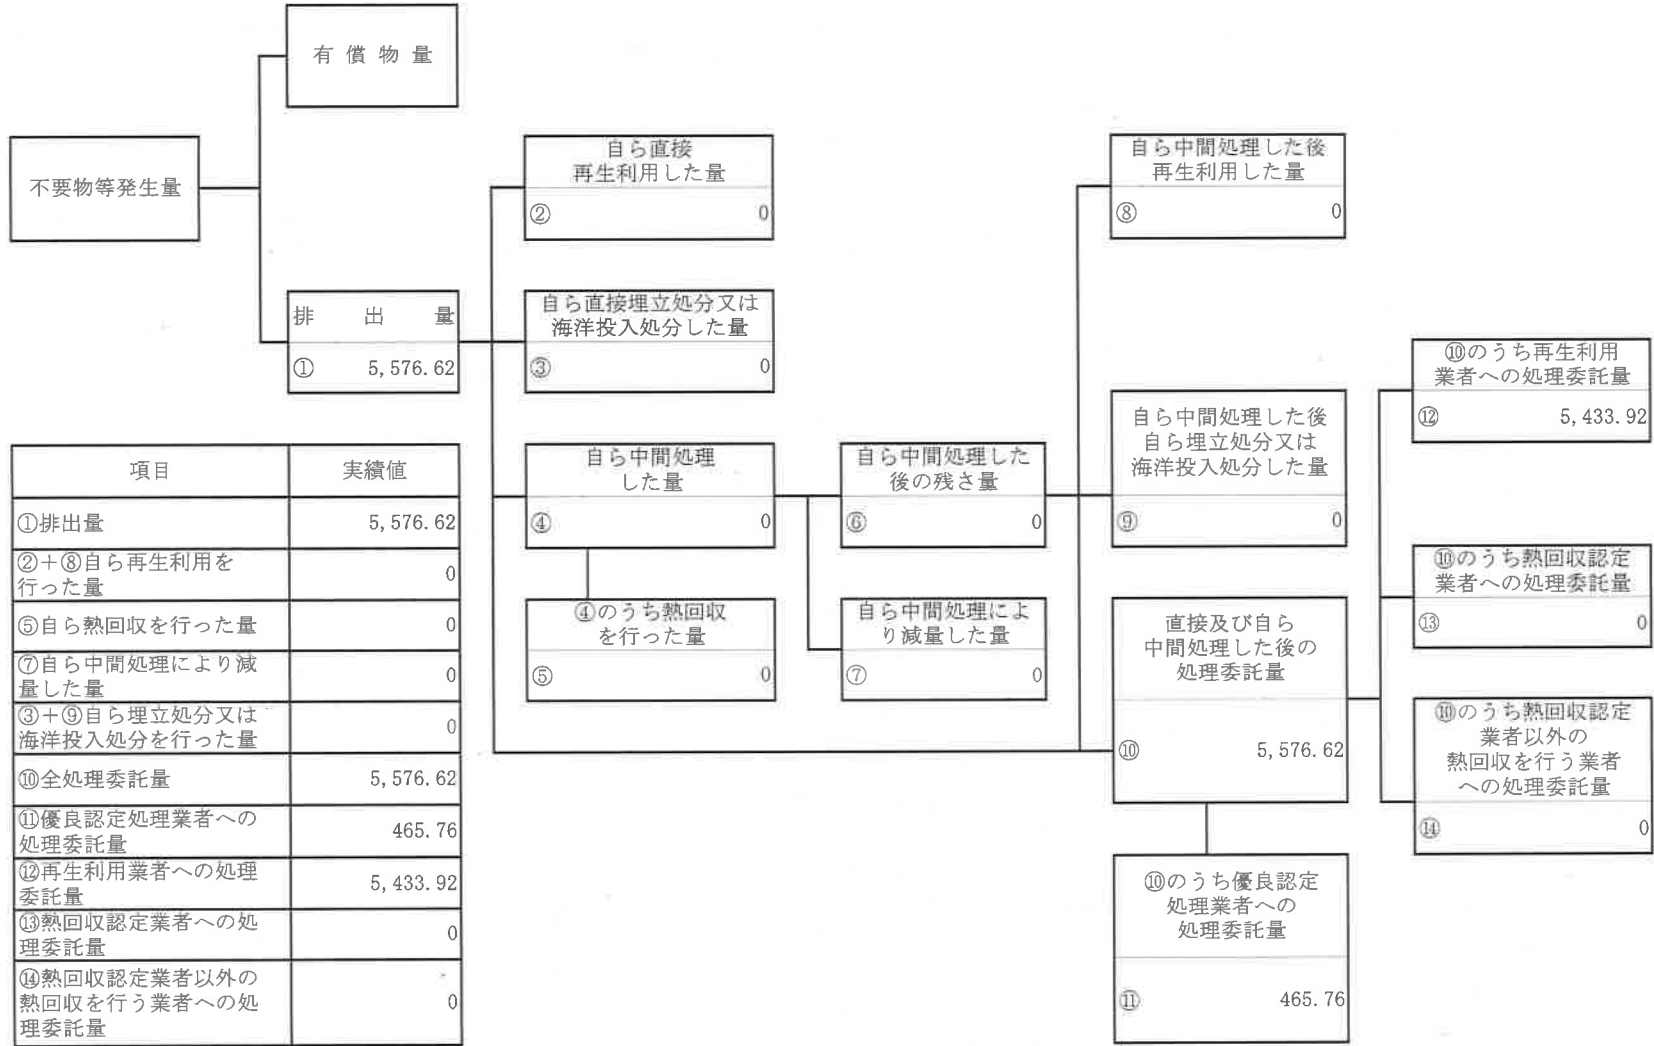 有償物量
不要物等発生量
排出量
① 5,576.62
自ら直接
再生利用した量
② 0
自ら直接埋立処分又は
海洋投入処分した量
③ 0
自ら中間処理
した量
④ 0
④のうち熱回収
を行った量
⑤ 0
自ら中間処理した
後の残さ量
⑥ 0
自ら中間処理によ
り減量した量
⑦ 0
自ら中間処理した後
再生利用した量
⑧ 0
自ら中間処理した後
自ら埋立処分又は
海洋投入処分した量
⑨ 0
直接及び自ら
中間処理した後の
処理委託量
⑩ 5,576.62
⑩のうち優良認定
処理業者への
処理委託量
⑪ 465.76
⑩のうち再生利用
業者への処理委託量
⑫ 5,433.92
⑩のうち熱回収認定
業者への処理委託量
⑬ 0
⑩のうち熱回収認定
業者以外の
熱回収を行う業者
への処理委託量
⑭ 0
項目 実績値
①排出量 5,576.62
②+⑧自ら再生利用を
行った量 0
⑤自ら熱回収を行った量 0
⑦自ら中間処理により減
量した量 0
③+⑨自ら埋立処分又は
海洋投入処分を行った量 0
⑩全処理委託量 5,576.62
⑪優良認定処理業者への
処理委託量 465.76
⑫再生利用業者への処理
委託量 5,433.92
⑬熱回収認定業者への処
理委託量 0
⑭熱回収認定業者以外の
熱回収を行う業者への処
理委託量 0